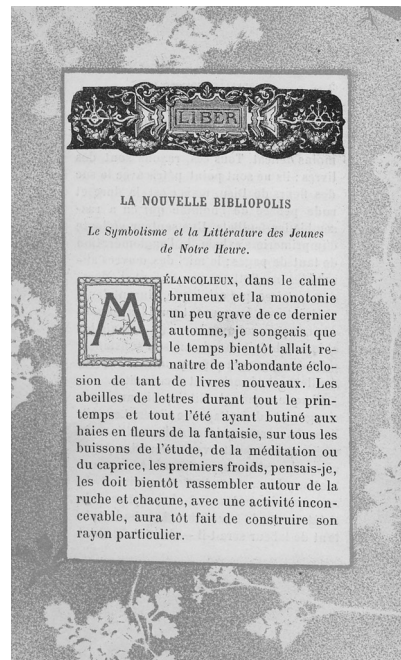 LIBER
LA NOUVELLE BIBLIOPOLIS
Le Symbolisme et la Littérature des Jeunes
de Notre Heure.
MÉLANCOLIEUX, dans le calme
brumeux et la monotonie
un peu grave de ce dernier
automne, je songeais que
le temps bientôt allait re-
naître de l'abondante éclo-
sion de tant de livres nouveaux. Les
abeilles de lettres durant tout le prin-
temps et tout l'été ayant butiné aux
haies en fleurs de la fantaisie, sur tous les
buissons de l'étude, de la méditation ou
du caprice, les premiers froids, pensais-je,
les doit bientôt rassembler autour de la
ruche et chacune, avec une activité incon-
cevable, aura tôt fait de construire son
rayon particulier.